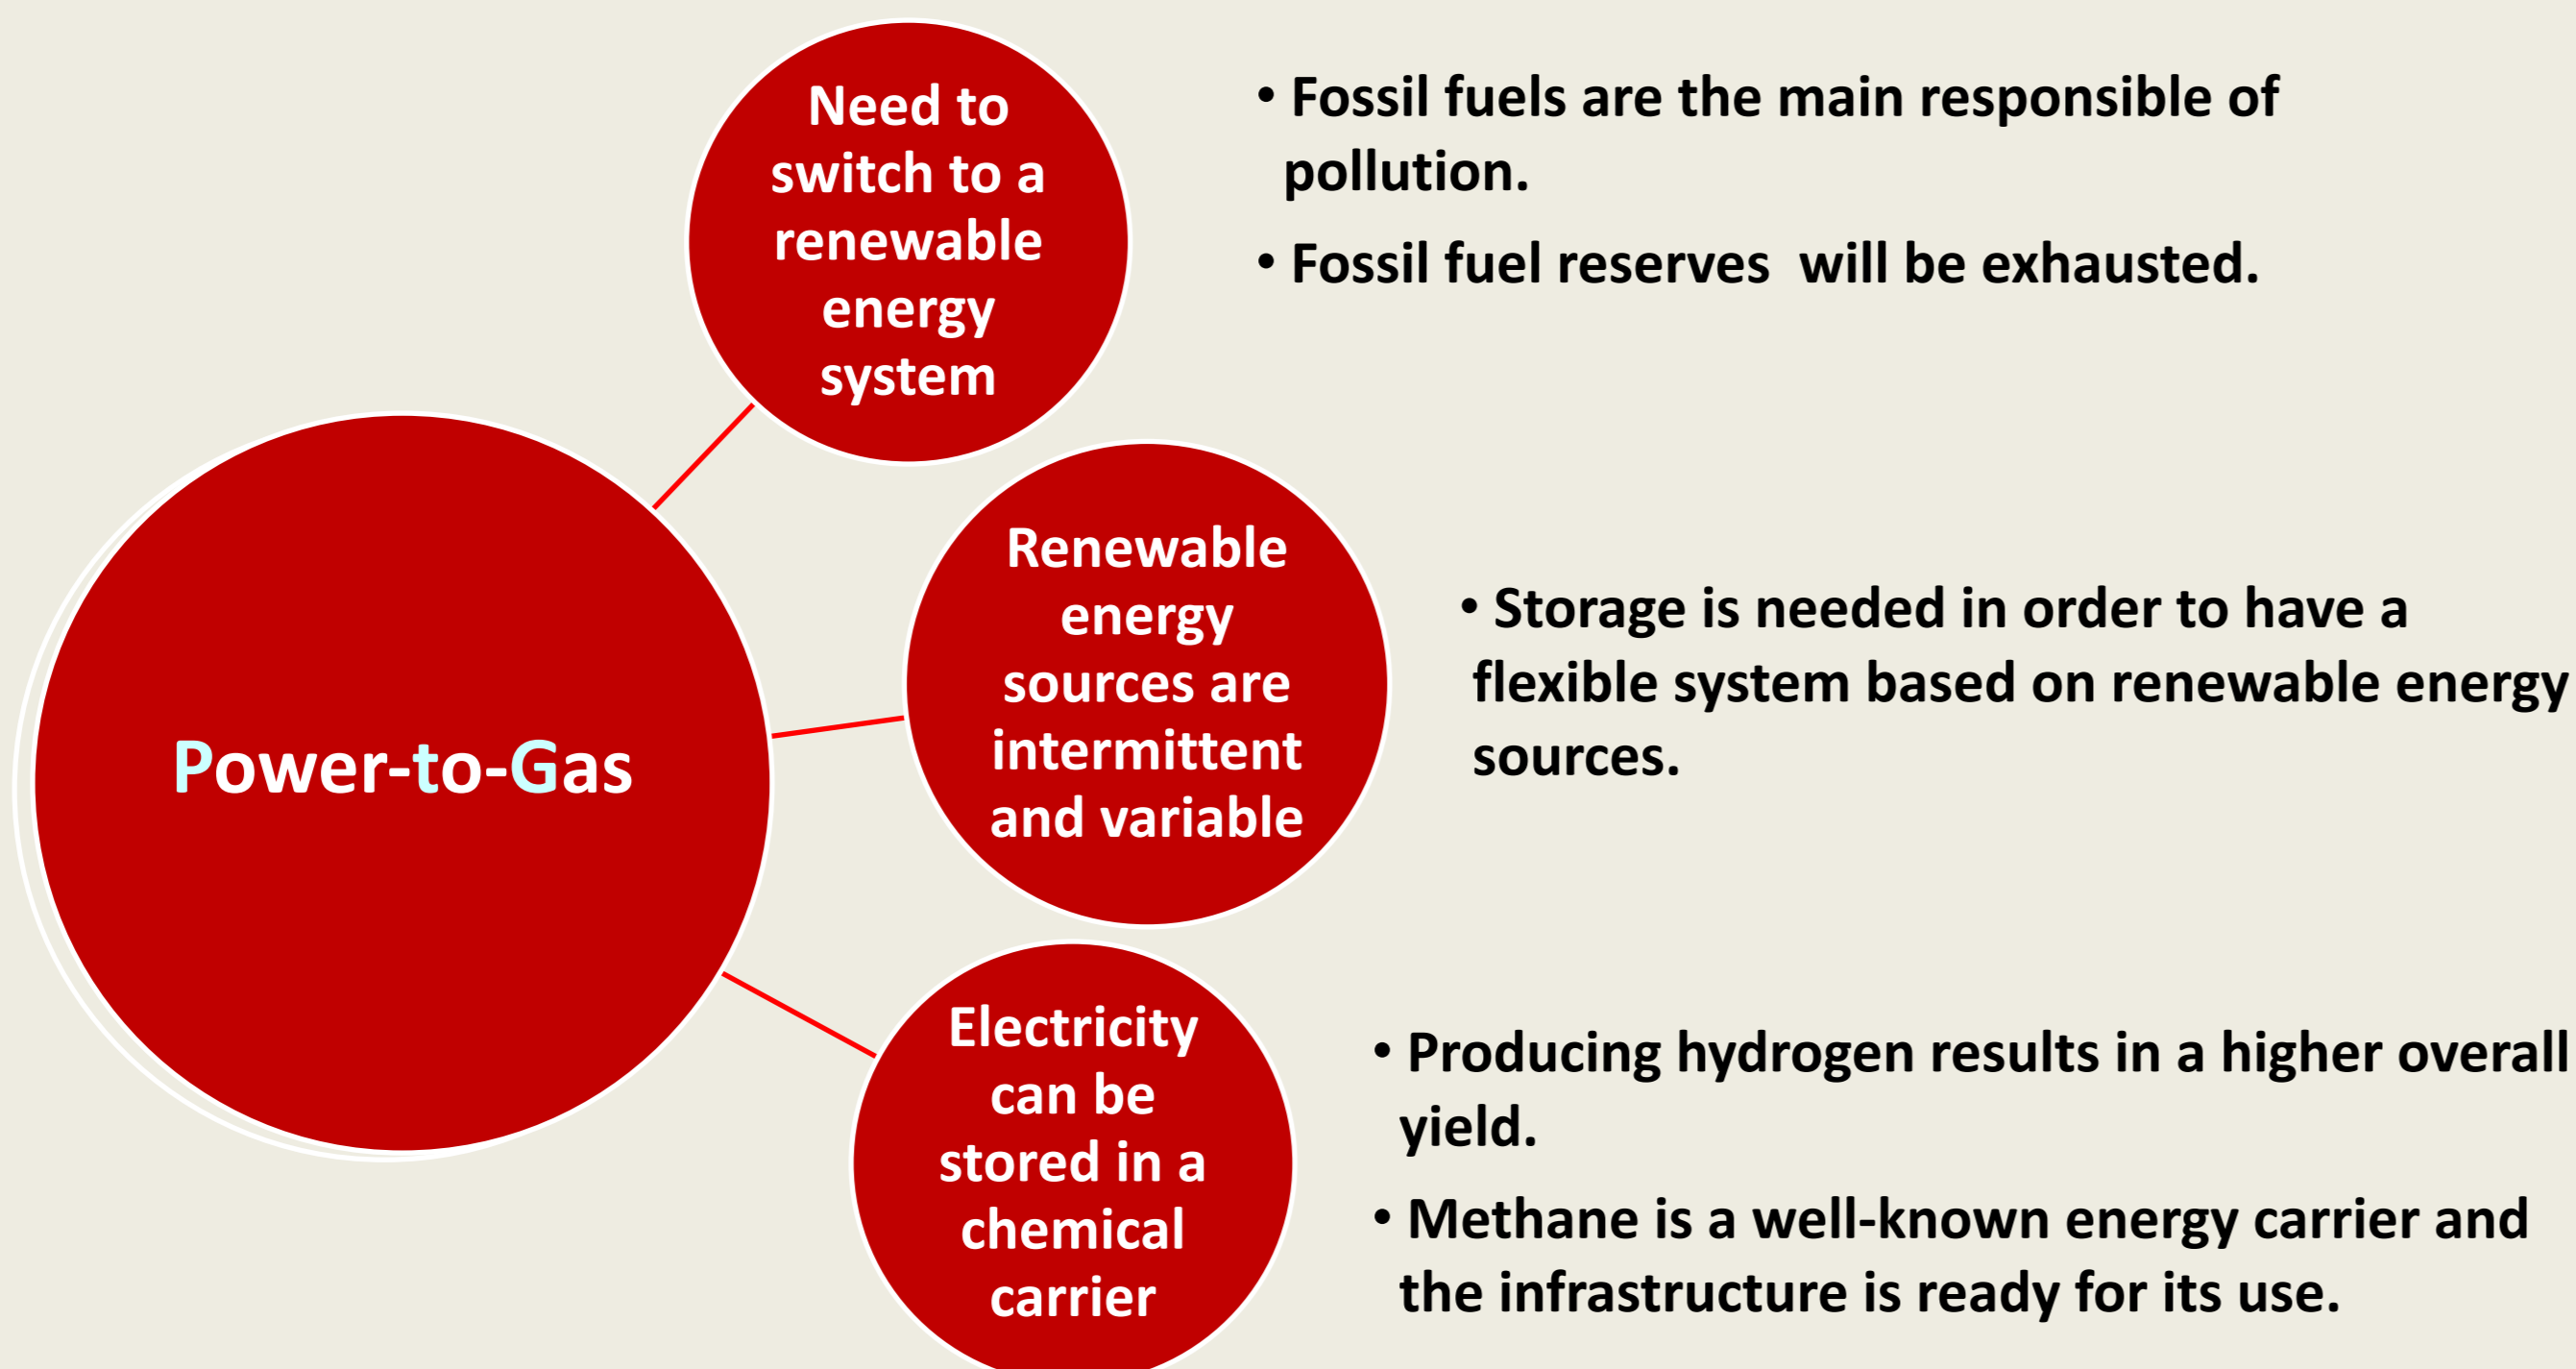 Need to
switch to a
renewable
energy
system
• Fossil fuels are the main responsible of
pollution.
• Fossil fuel reserves  will be exhausted.
Power-to-Gas
Renewable
energy
sources are
intermittent
and variable
• Storage is needed in order to have a
flexible system based on renewable energy
sources.
Electricity
can be
stored in a
chemical
carrier
• Producing hydrogen results in a higher overall
yield.
• Methane is a well-known energy carrier and
the infrastructure is ready for its use.